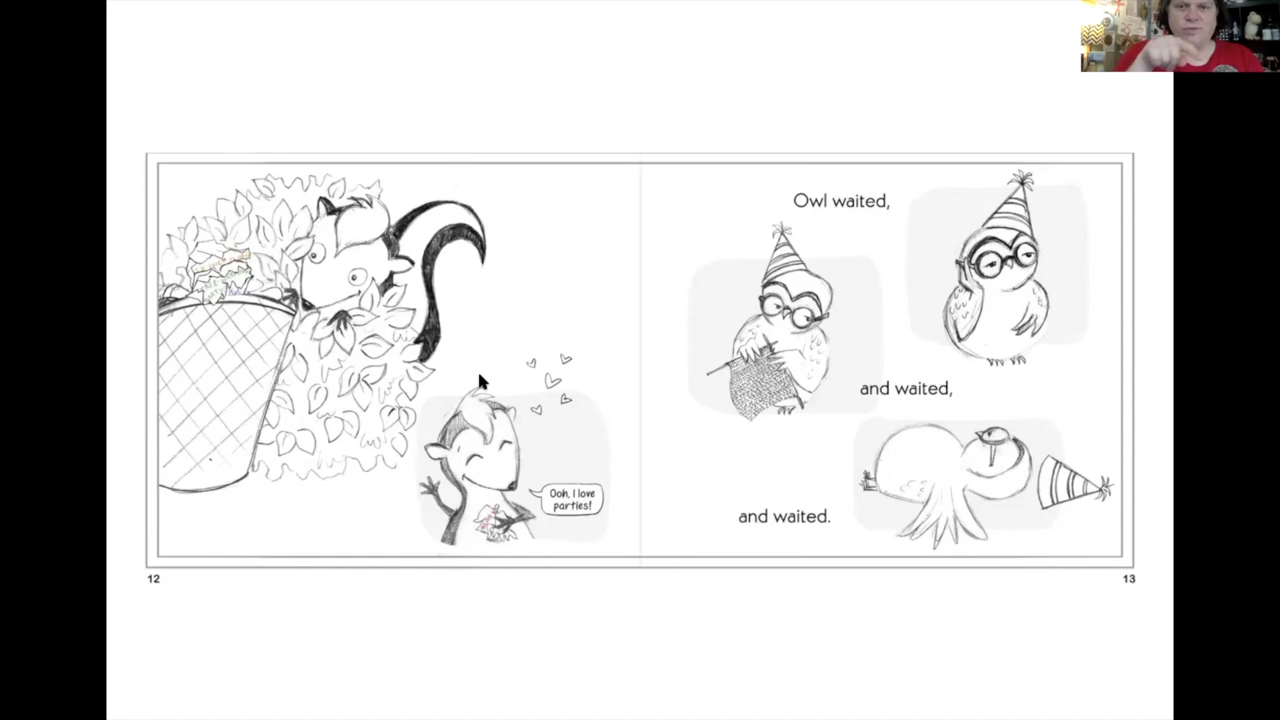 Ooh, I love
parties!
12
Owl waited,
and waited,
and waited.
13